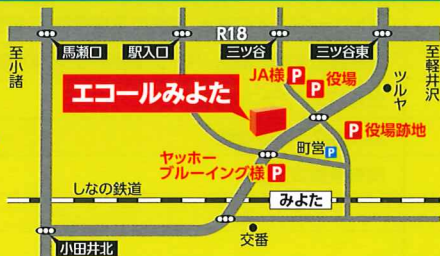 R18
至小諸
馬瀬口
駅入口
三ツ谷
三ツ谷東
至軽井沢
JA様 P
P 役場
ツルヤ
エコールみよた
P 役場跡地
町営 P
ヤッホー
ブルーイング様 P
しなの鉄道
みよた
交番
小田井北